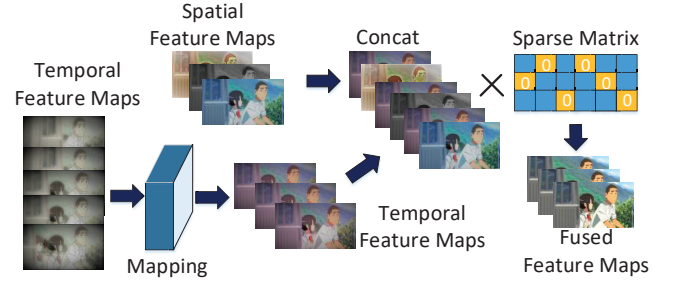 Spatial
Feature Maps
Concat
Sparse Matrix
Temporal
Feature Maps
0 0 0
0 0
0 0
Mapping
Temporal
Feature Maps
Fused
Feature Maps